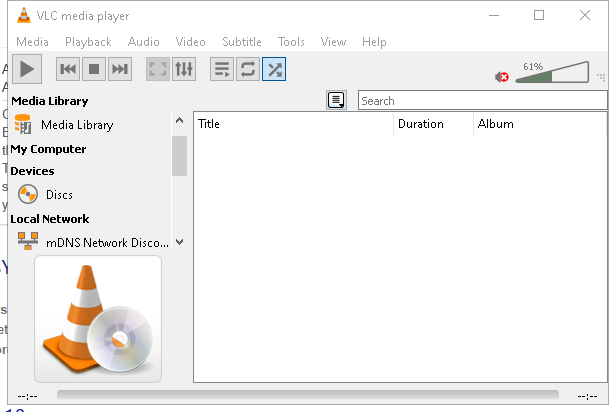 VLC media player
Media Playback Audio Video Subtitle Tools View Help
61%
Media Library
Search
Media Library
Title Duration Album
My Computer
Devices
Discs
Local Network
mDNS Network Disco...
--:-- --:--